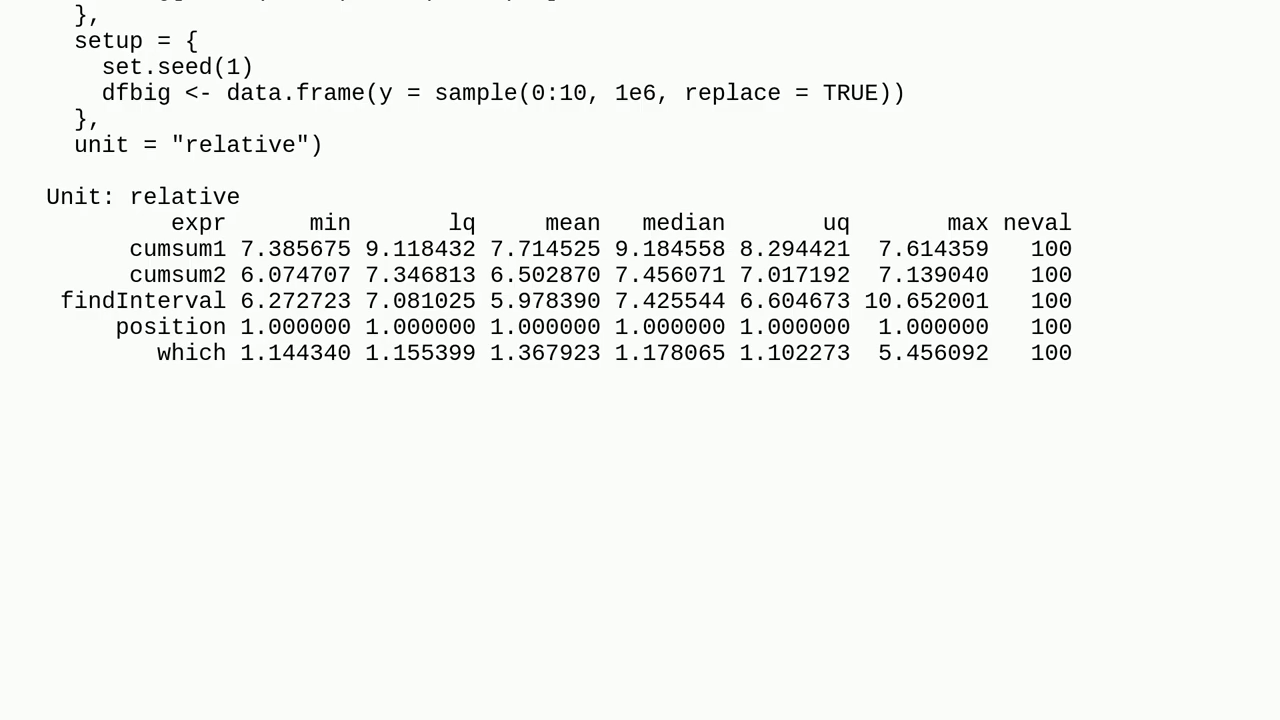 },
setup = {
set.seed(1)
dfbig <- data.frame(y = sample(0:10, 1e6, replace = TRUE))
},
unit = "relative")
Unit: relative
expr min lq mean median uq max neval
cumsum1 7.385675 9.118432 7.714525 9.184558 8.294421 7.614359 100
cumsum2 6.074707 7.346813 6.502870 7.456071 7.017192 7.139040 100
findInterval 6.272723 7.081025 5.978390 7.425544 6.604673 10.652001 100
position 1.000000 1.000000 1.000000 1.000000 1.000000 1.000000 100
which 1.144340 1.155399 1.367923 1.178065 1.102273 5.456092 100